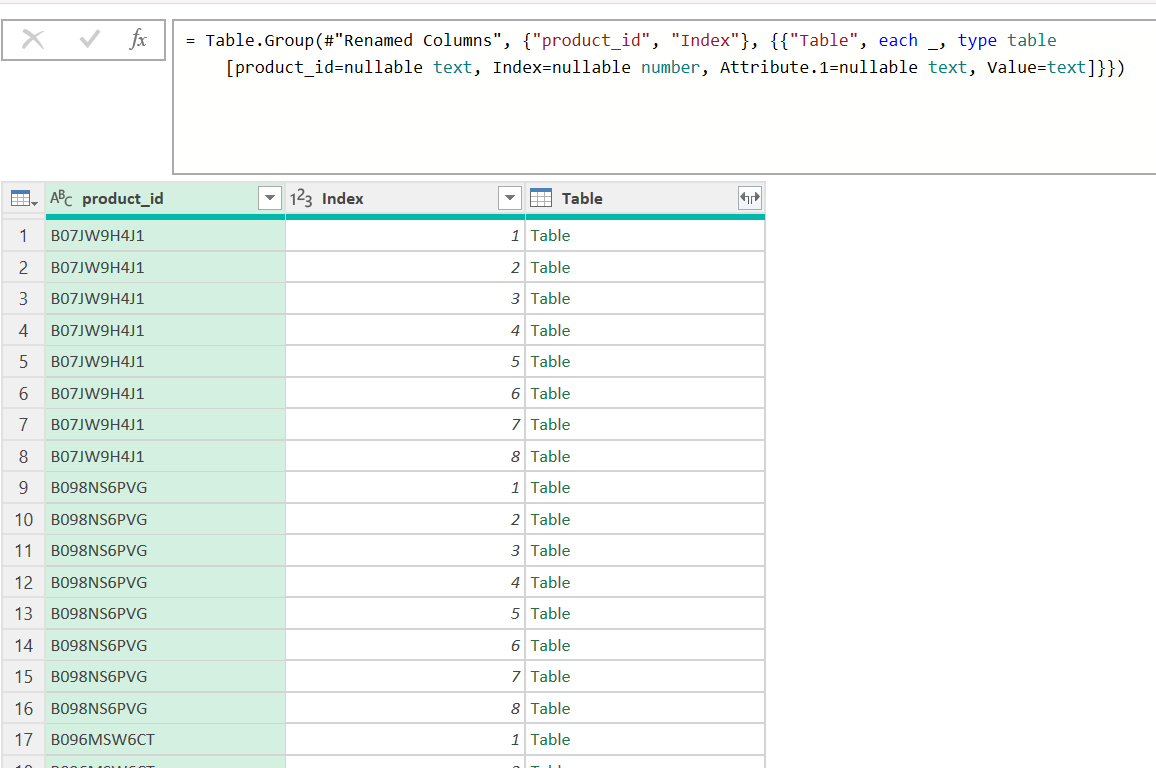 fx
= Table.Group(#"Renamed Columns", {"product_id", "Index"}, {{"Table", each _, type table
[product_id=nullable text, Index=nullable number, Attribute.1=nullable text, Value=text]}})
ABC product_id 123 Index Table
1 B07JW9H4J1 1 Table
2 B07JW9H4J1 2 Table
3 B07JW9H4J1 3 Table
4 B07JW9H4J1 4 Table
5 B07JW9H4J1 5 Table
6 B07JW9H4J1 6 Table
7 B07JW9H4J1 7 Table
8 B07JW9H4J1 8 Table
9 B098NS6PVG 1 Table
10 B098NS6PVG 2 Table
11 B098NS6PVG 3 Table
12 B098NS6PVG 4 Table
13 B098NS6PVG 5 Table
14 B098NS6PVG 6 Table
15 B098NS6PVG 7 Table
16 B098NS6PVG 8 Table
17 B096MSW6CT 1 Table